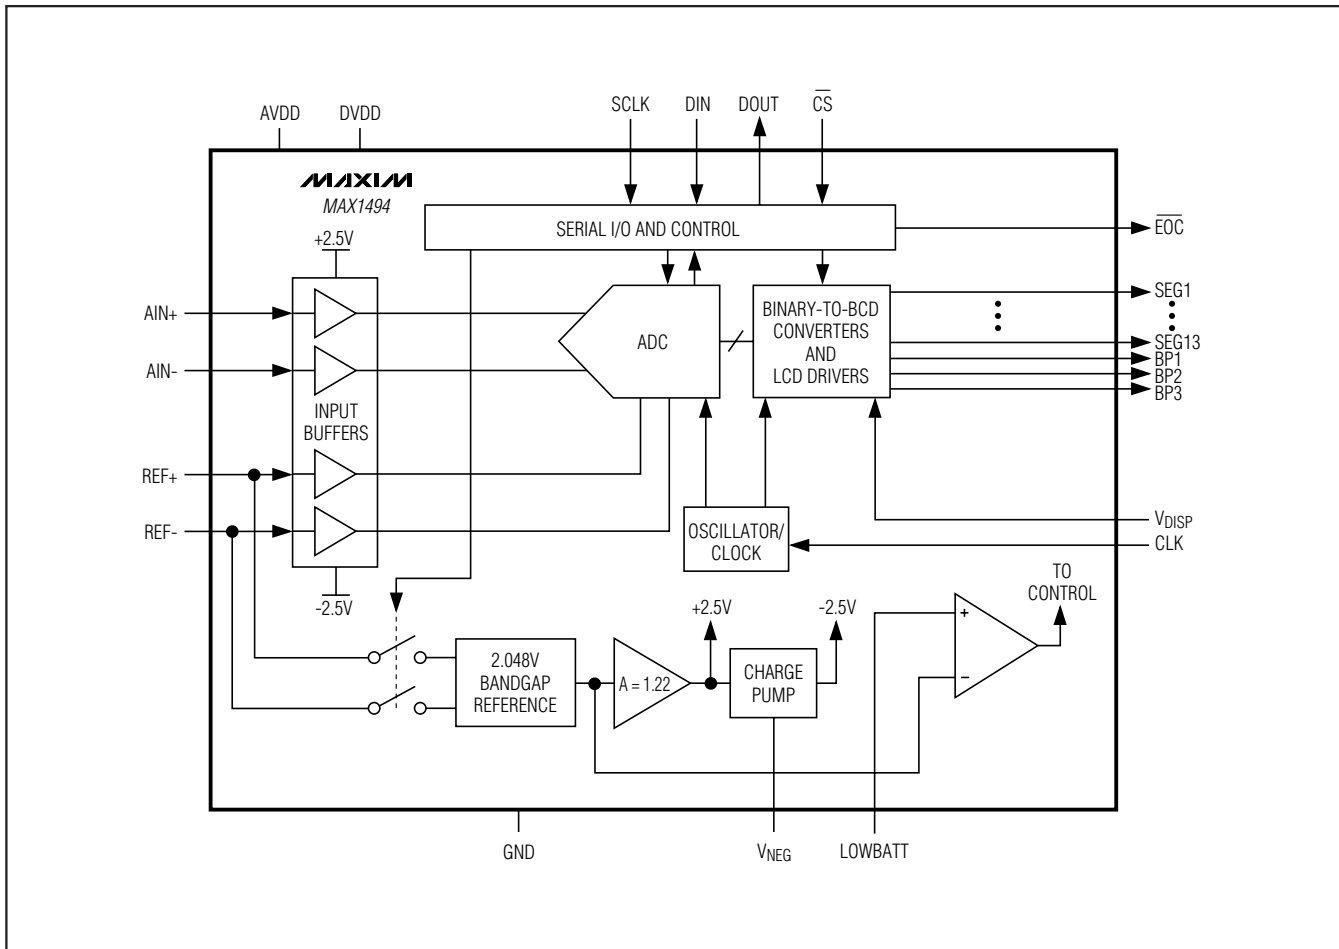 AVDD
DVDD
SCLK
DIN
DOUT
C̅S̅
MAXIM
MAX1494
+2.5V
SERIAL I/O AND CONTROL
E̅O̅C̅
AIN+
AIN-
INPUT
BUFFERS
REF+
REF-
-2.5V
ADC
BINARY-TO-BCD
CONVERTERS
AND
LCD DRIVERS
SEG1
SEG13
BP1
BP2
BP3
OSCILLATOR/
CLOCK
VDISP
CLK
2.048V
BANDGAP
REFERENCE
A = 1.22
+2.5V
CHARGE
PUMP
-2.5V
+
−
TO
CONTROL
GND
VNEG
LOWBATT